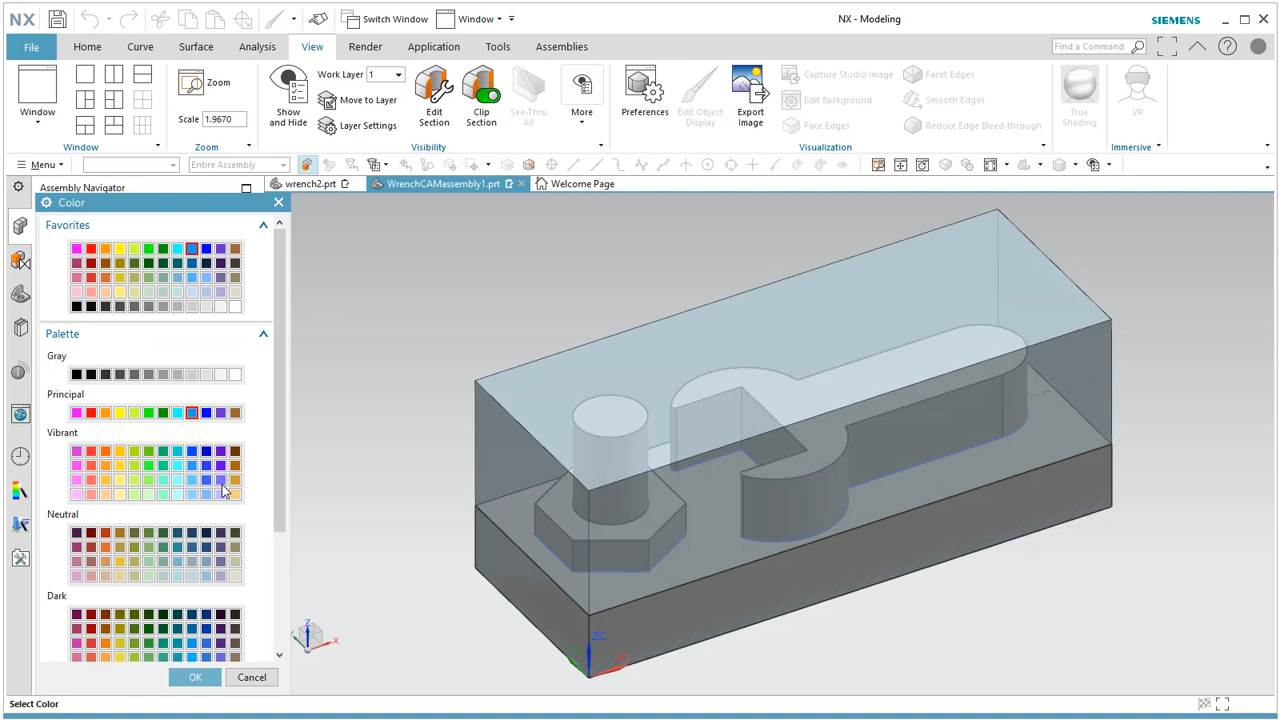 NX
Switch Window
Window
NX - Modeling
SIEMENS
File
Home
Curve
Surface
Analysis
View
Render
Application
Tools
Assemblies
Find a Command
Window
Zoom
Scale 1.9670
Show and Hide
Work Layer 1
Move to Layer
Layer Settings
Edit Section
Clip Section
See-Thru All
More
Preferences
Edit Object Display
Export Image
Capture Studio Image
Edit Background
Face Edges
Facet Edges
Smooth Edges
Reduce Edge Bleed-through
True Shading
VR
Window
Zoom
Visibility
Visualization
Immersive
Menu
Entire Assembly
Assembly Navigator
wrench2.prt
WrenchCAMassembly1.prt
Welcome Page
Color
Favorites
Palette
Gray
Principal
Vibrant
Neutral
Dark
OK
Cancel
Z
X
ZC
Select Color